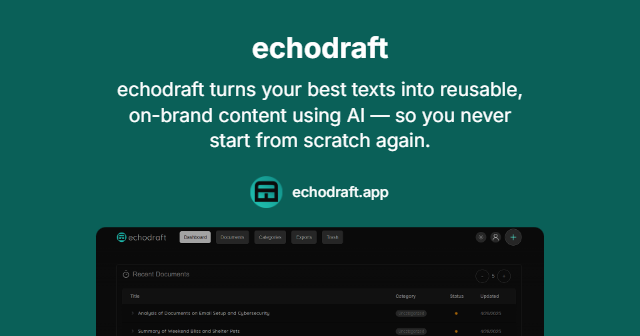 echodraft
echodraft turns your best texts into reusable,
on-brand content using AI — so you never
start from scratch again.
echodraft.app
echodraft Dashboard Documents Categories Exports Trash
Recent Documents 5
Title Category Status Updated
Analysis of Documents on Email Setup and Cybersecurity
Summary of Weekend Bliss and Shelter Pets